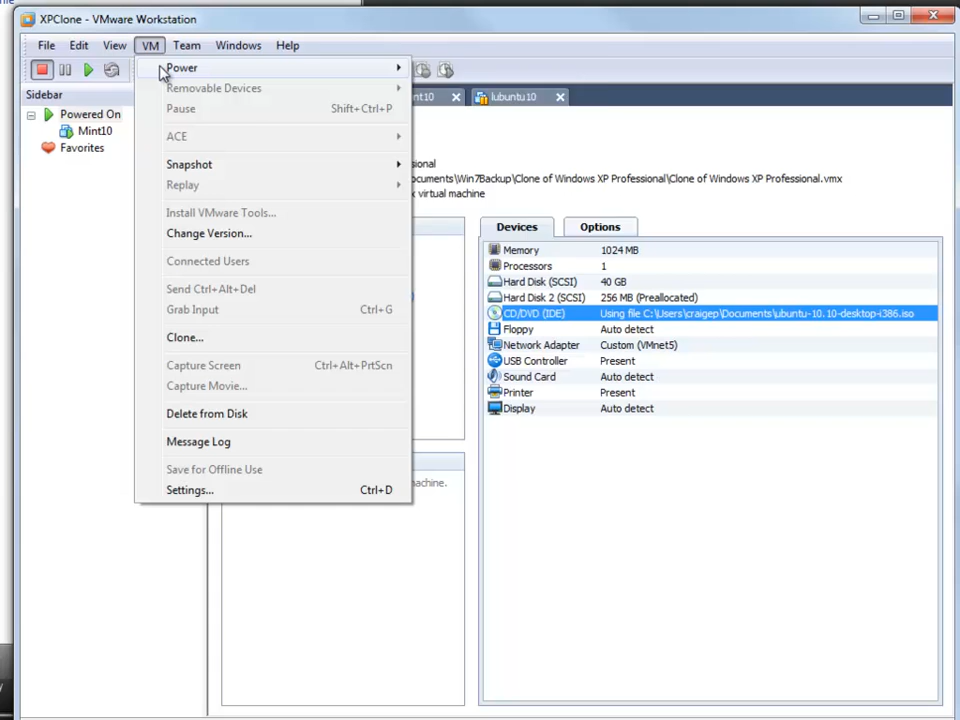 XPClone - VMware Workstation
File Edit View VM Team Windows Help
Sidebar
Powered On
Mint10
Favorites
Power
Removable Devices
Pause Shift+Ctrl+P
ACE
Snapshot
Replay
Install VMware Tools...
Change Version...
Connected Users
Send Ctrl+Alt+Del
Grab Input Ctrl+G
Clone...
Capture Screen Ctrl+Alt+PrtScn
Capture Movie...
Delete from Disk
Message Log
Save for Offline Use
Settings... Ctrl+D
nt10 lubuntu10
sional
ocuments\Win7Backup\Clone of Windows XP Professional\Clone of Windows XP Professional.vmx
x virtual machine
achine.
Devices Options
Memory 1024 MB
Processors 1
Hard Disk (SCSI) 40 GB
Hard Disk 2 (SCSI) 256 MB (Preallocated)
CD/DVD (IDE) Using file C:\Users\craigep\Documents\ubuntu-10.10-desktop-i386.iso
Floppy Auto detect
Network Adapter Custom (VMnet5)
USB Controller Present
Sound Card Auto detect
Printer Present
Display Auto detect